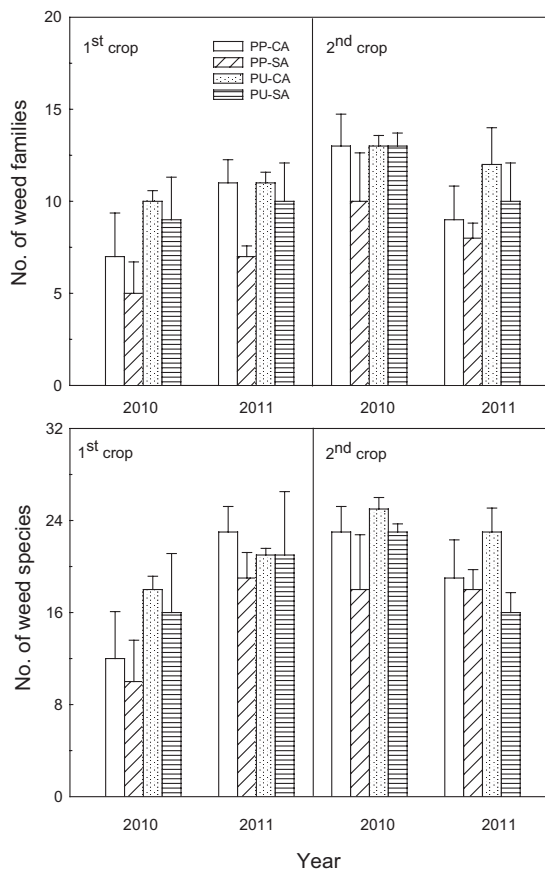 20
15
10
5
0
No. of weed families
1st crop
PP-CA
PP-SA
PU-CA
PU-SA
2nd crop
2010
2011
2010
2011
32
24
16
8
0
No. of weed species
1st crop
2nd crop
2010
2011
2010
2011
Year